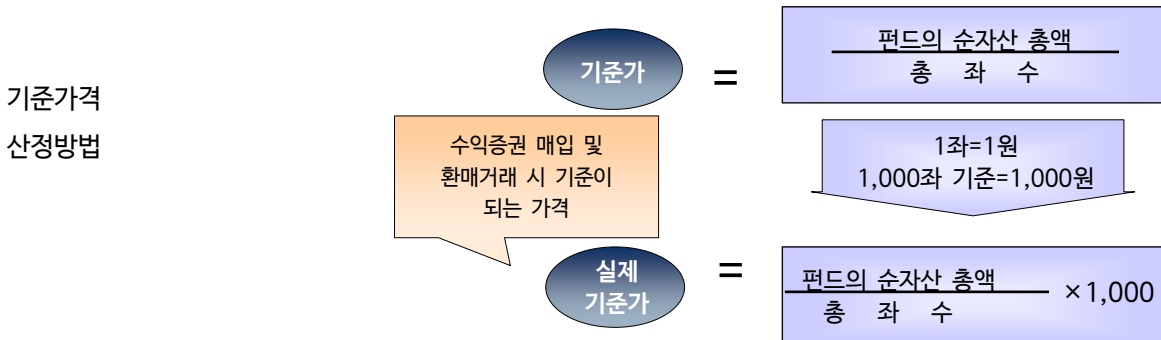 기준가격
산정방법
기준가
=
펀드의 순자산 총액
총 좌 수
수익증권 매입 및
환매거래 시 기준이
되는 가격
1좌=1원
1,000좌 기준=1,000원
실제
기준가
=
펀드의 순자산 총액
총 좌 수
×1,000